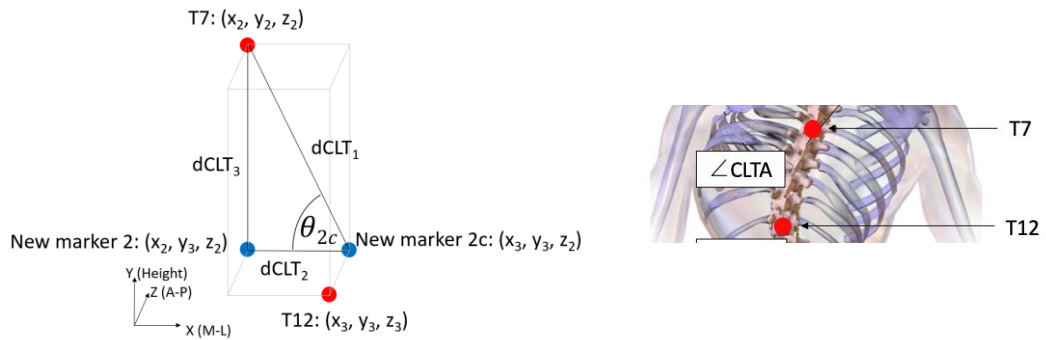 T7: (x₂, y₂, z₂)
dCLT₁
dCLT₃
θ₂c
New marker 2: (x₂, y₃, z₂)
New marker 2c: (x₃, y₃, z₂)
dCLT₂
Y (Height)
Z (A-P)
X (M-L)
T12: (x₃, y₃, z₃)
T7
∠CLTA
T12